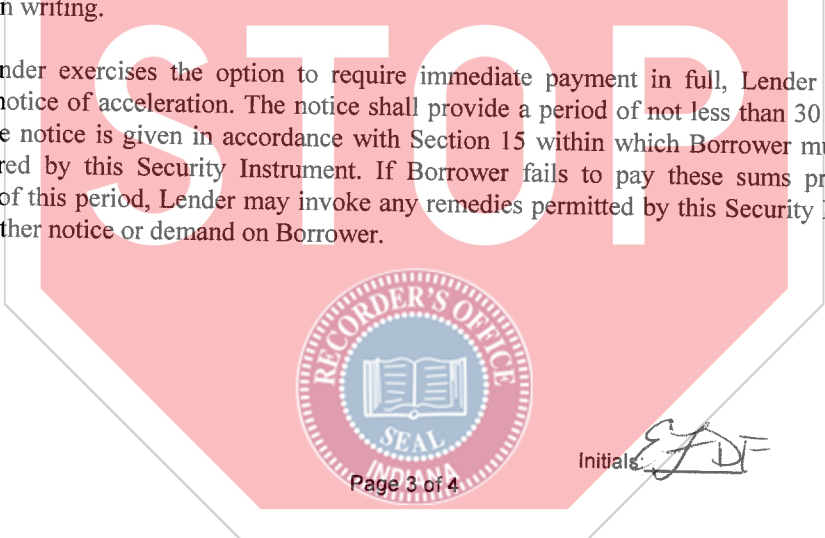 n writing.
STOP!
nder exercises the option to require immediate payment in full, Lender
notice of acceleration. The notice shall provide a period of not less than 30
e notice is given in accordance with Section 15 within which Borrower mu
red by this Security Instrument. If Borrower fails to pay these sums pr
of this period, Lender may invoke any remedies permitted by this Security
ther notice or demand on Borrower.
RECORDER'S OFFICE
SEAL
INDIANA
Initials:
Page 3 of 4